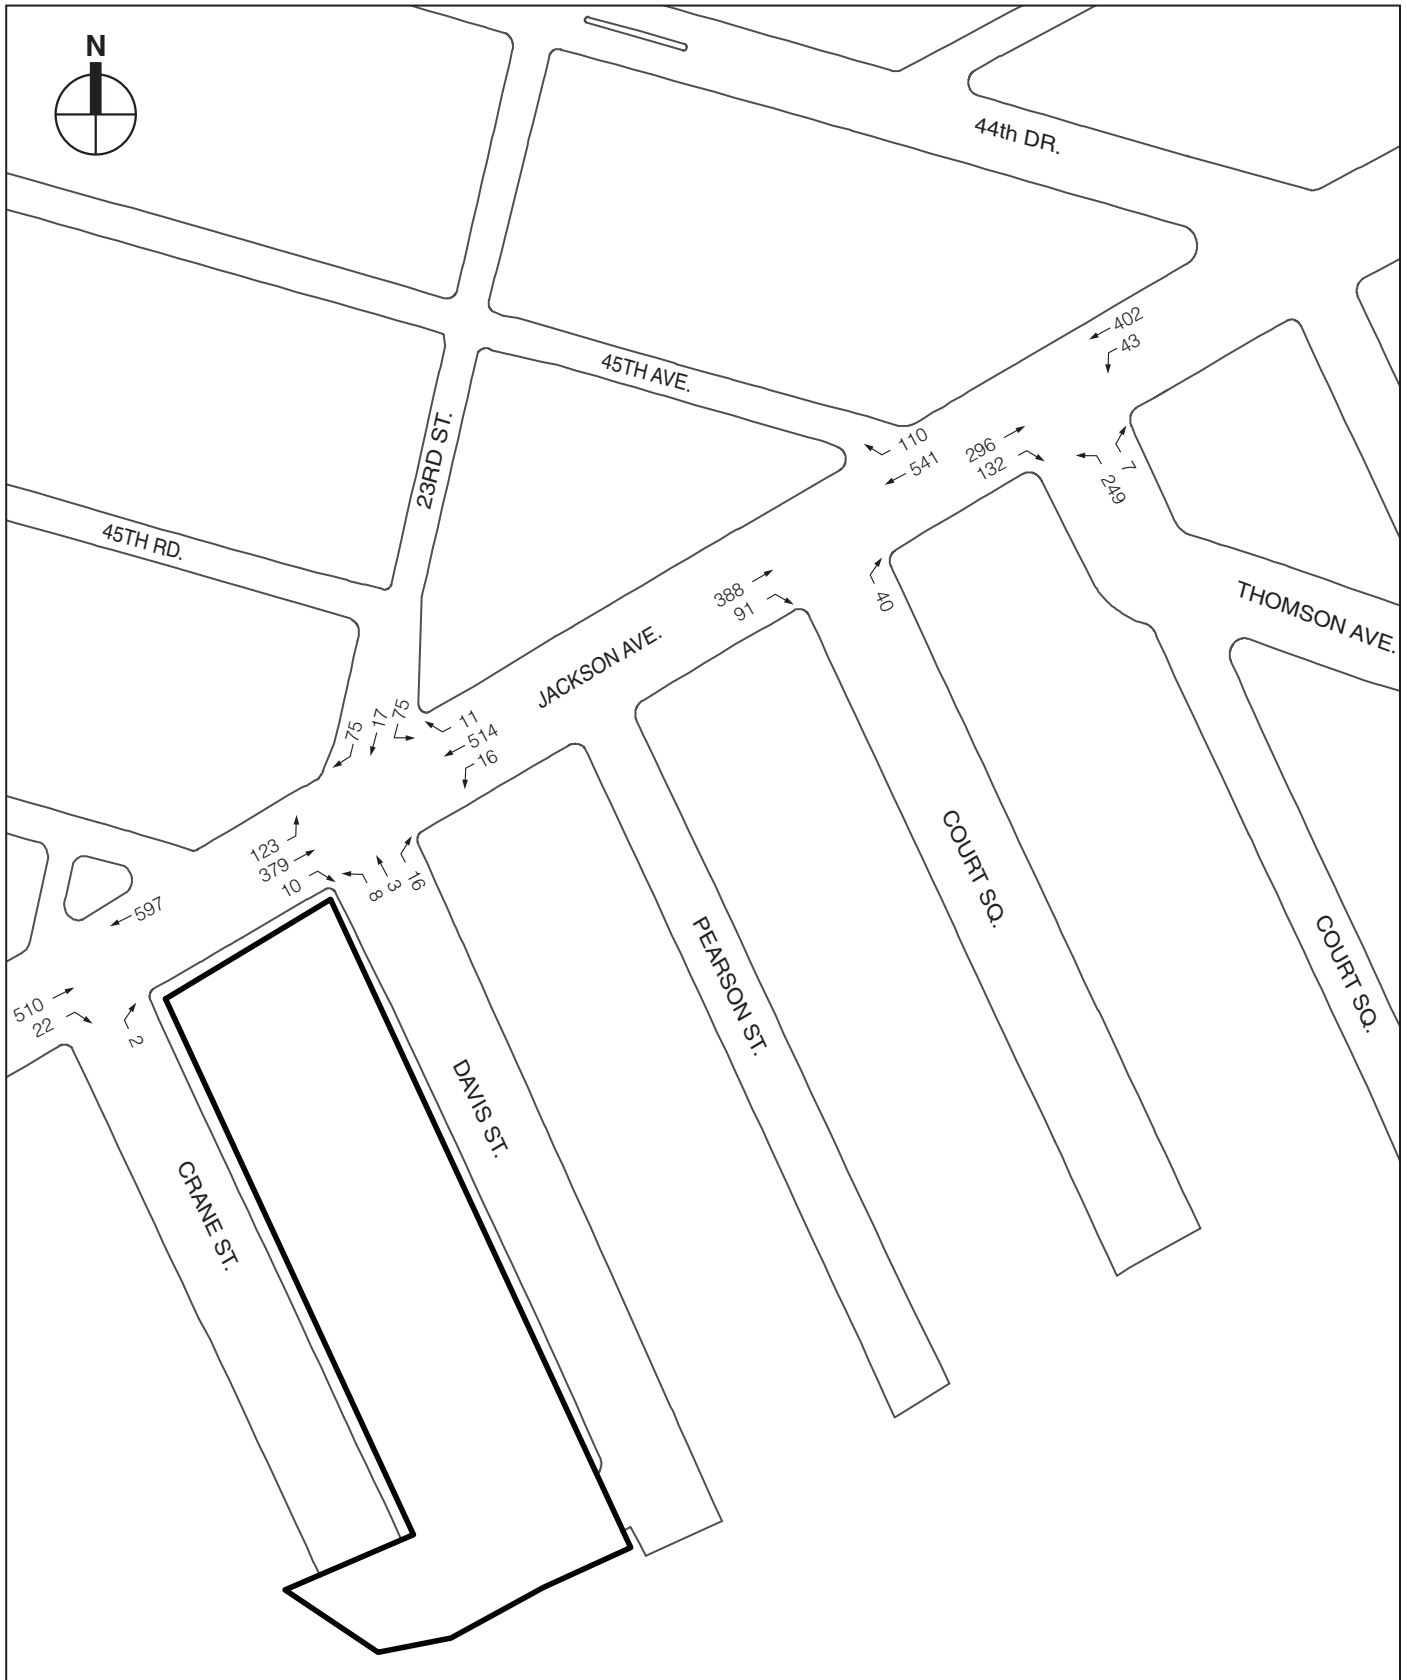 N
44th DR.
402
43
45TH AVE.
110
541
296
132
7
249
23RD ST.
45TH RD.
388
91
40
THOMSON AVE.
JACKSON AVE.
75
17
75
11
514
16
123
379
10
8
3
16
COURT SQ.
597
PEARSON ST.
COURT SQ.
510
22
2
DAVIS ST.
CRANE ST.